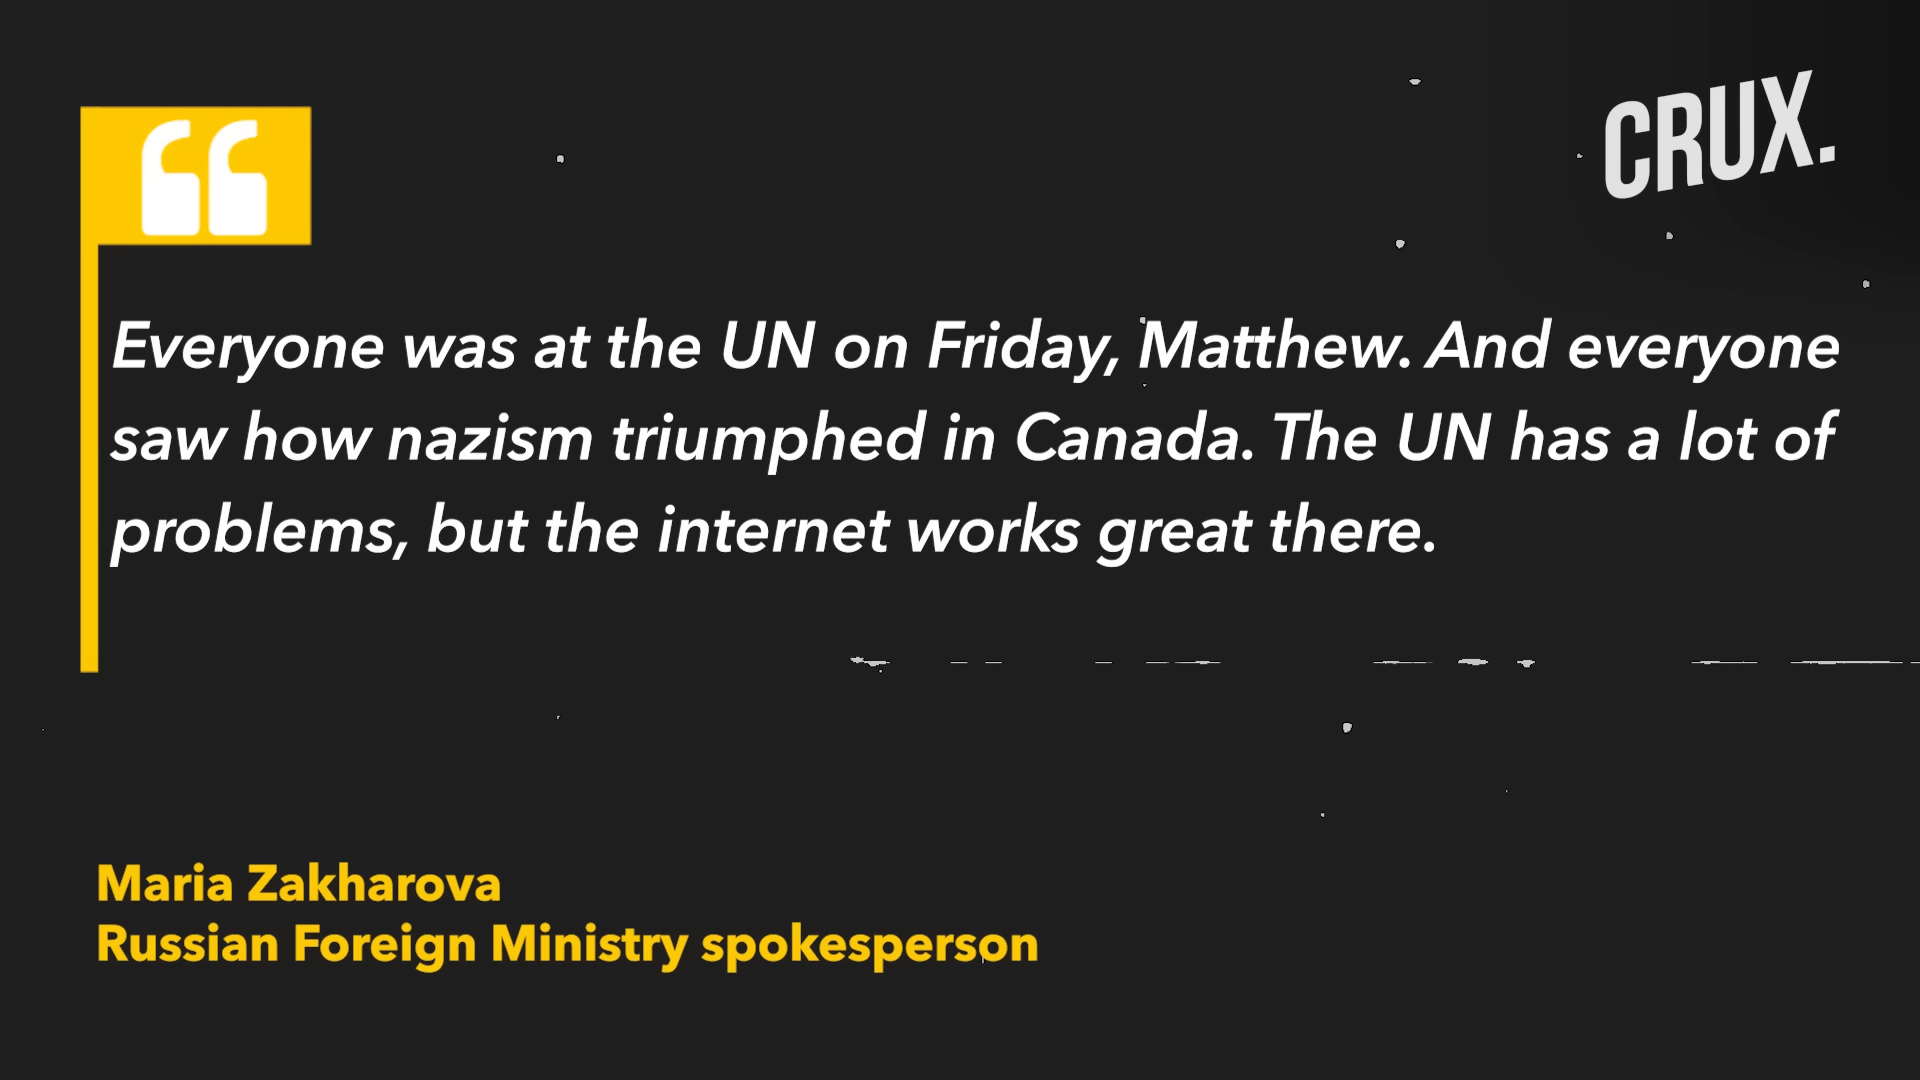 CRUX.
“
Everyone was at the UN on Friday, Matthew. And everyone
saw how nazism triumphed in Canada. The UN has a lot of
problems, but the internet works great there.
Maria Zakharova
Russian Foreign Ministry spokesperson